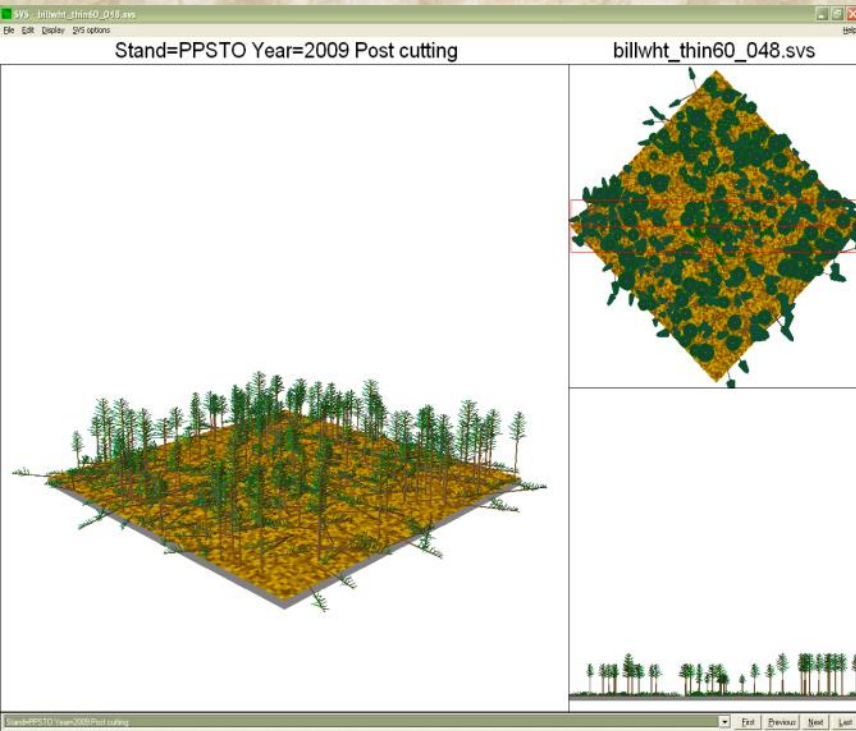 SVS - billwht_thin60_048.svs
File Edit Display SVS options Help
Stand=PPSTO Year=2009 Post cutting
billwht_thin60_048.svs
Stand=PPSTO Year=2009 Post cutting
First Previous Next Last